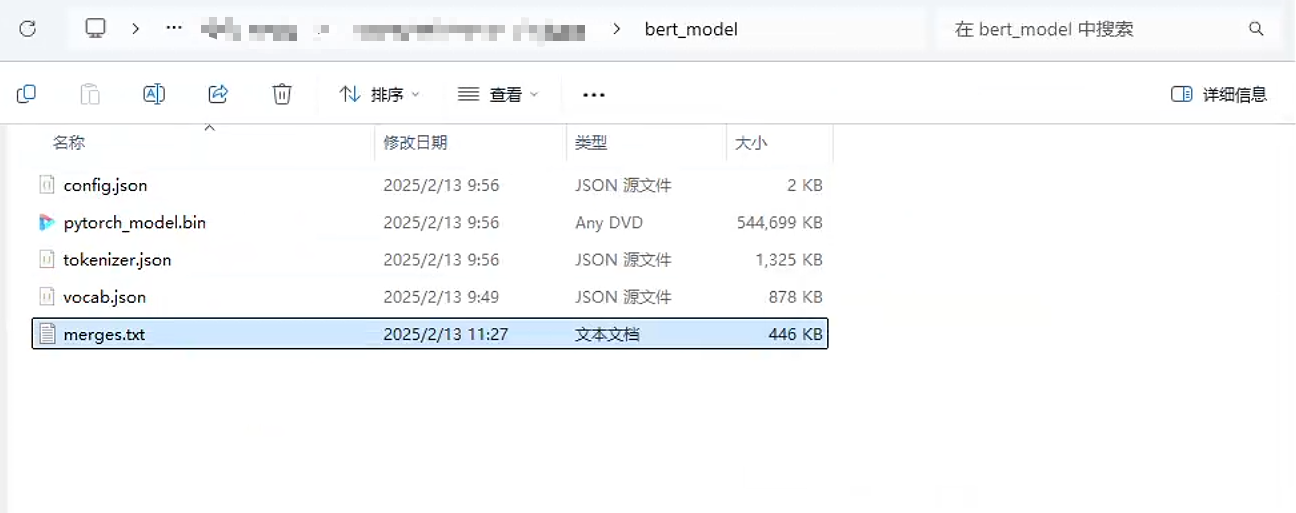 bert_model 在 bert_model 中搜索
排序 查看 详细信息
名称 修改日期 类型 大小
config.json 2025/2/13 9:56 JSON 源文件 2 KB
pytorch_model.bin 2025/2/13 9:56 Any DVD 544,699 KB
tokenizer.json 2025/2/13 9:56 JSON 源文件 1,325 KB
vocab.json 2025/2/13 9:49 JSON 源文件 878 KB
merges.txt 2025/2/13 11:27 文本文档 446 KB